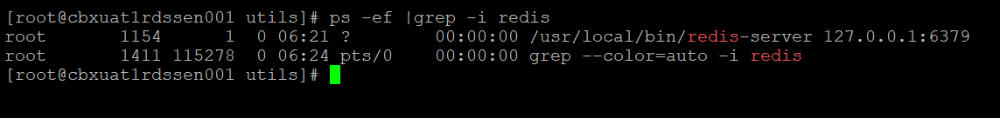 [root@cbxuat1rdssen001 utils]# ps -ef |grep -i redis
root        1154       1  0 06:21 ?        00:00:00 /usr/local/bin/redis-server 127.0.0.1:6379
root        1411 115278  0 06:24 pts/0    00:00:00 grep --color=auto -i redis
[root@cbxuat1rdssen001 utils]#